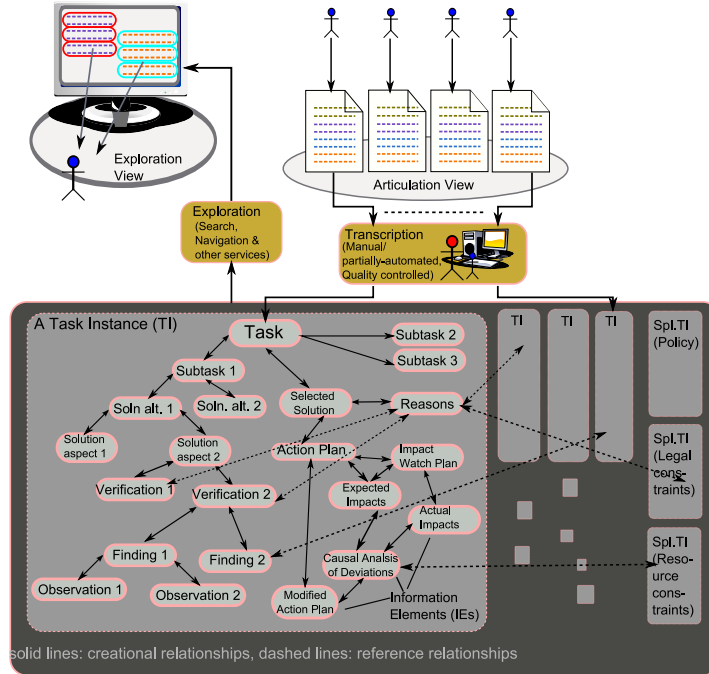 Exploration
View
Articulation View
Exploration
(Search,
Navigation &
other services)
Transcription
(Manual/
partially-automated,
Quality controlled)
A Task Instance (TI)
Task
Subtask 2
Subtask 3
Subtask 1
Soln alt. 1
Soln. alt. 2
Selected
Solution
Reasons
Solution
aspect 1
Solution
aspect 2
Action Plan
Impact
Watch Plan
Verification 1
Verification 2
Expected
Impacts
Actual
Impacts
Finding 1
Finding 2
Causal Analsis
of Deviations
Observation 1
Observation 2
Modified
Action Plan
Information
Elements (IEs)
TI
TI
TI
Spl.TI
(Policy)
Spl.TI
(Legal
cons-
traints)
Spl.TI
(Reso-
urce
cons-
traints)
solid lines: creational relationships, dashed lines: reference relationships